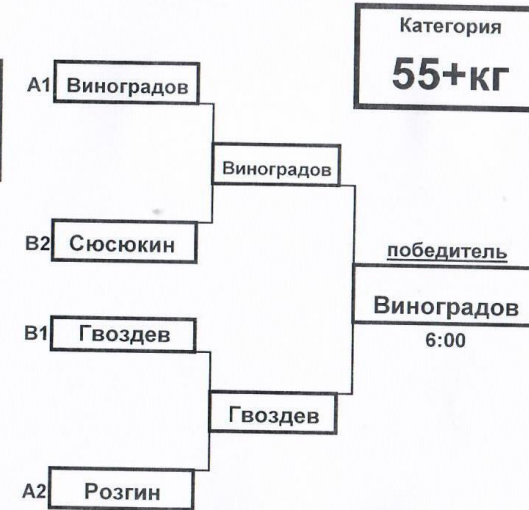 Категория
55+кг
A1 Виноградов
Виноградов
B2 Сюсюкин
победитель
Виноградов
6:00
B1 Гвоздев
Гвоздев
A2 Розгин